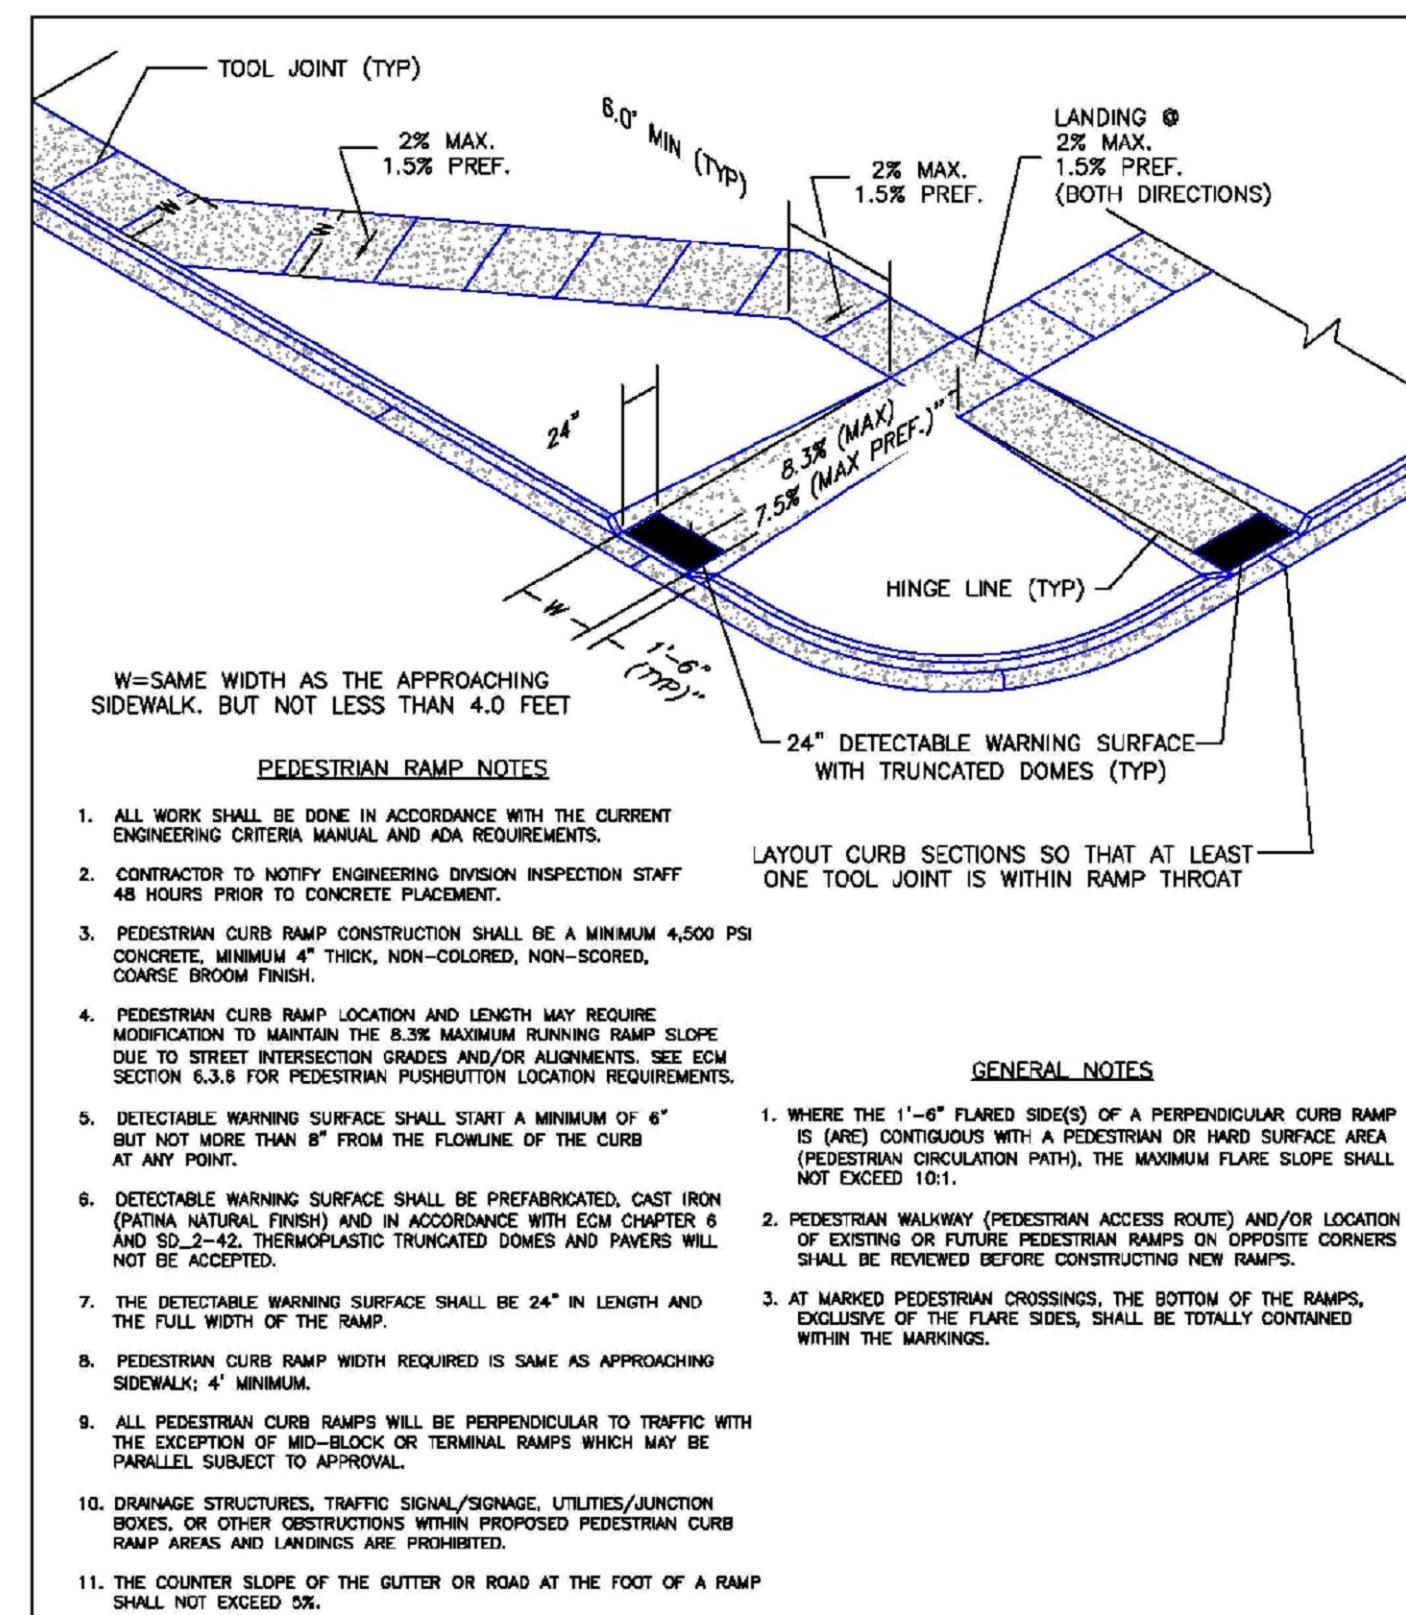 TOOL JOINT (TYP)
2% MAX.
1.5% PREF.
6.0' MIN (TYP)
2% MAX.
1.5% PREF.
LANDING @
2% MAX.
1.5% PREF.
(BOTH DIRECTIONS)
W
W
24"
8.3% (MAX)
7.5% (MAX PREF.)"
HINGE LINE (TYP)
W
1'-6"
(TYP)"
W=SAME WIDTH AS THE APPROACHING
SIDEWALK. BUT NOT LESS THAN 4.0 FEET
24" DETECTABLE WARNING SURFACE
WITH TRUNCATED DOMES (TYP)
LAYOUT CURB SECTIONS SO THAT AT LEAST
ONE TOOL JOINT IS WITHIN RAMP THROAT
PEDESTRIAN RAMP NOTES
1. ALL WORK SHALL BE DONE IN ACCORDANCE WITH THE CURRENT
ENGINEERING CRITERIA MANUAL AND ADA REQUIREMENTS.
2. CONTRACTOR TO NOTIFY ENGINEERING DIVISION INSPECTION STAFF
48 HOURS PRIOR TO CONCRETE PLACEMENT.
3. PEDESTRIAN CURB RAMP CONSTRUCTION SHALL BE A MINIMUM 4,500 PSI
CONCRETE, MINIMUM 4" THICK, NON-COLORED, NON-SCORED,
COARSE BROOM FINISH.
4. PEDESTRIAN CURB RAMP LOCATION AND LENGTH MAY REQUIRE
MODIFICATION TO MAINTAIN THE 8.3% MAXIMUM RUNNING RAMP SLOPE
DUE TO STREET INTERSECTION GRADES AND/OR ALIGNMENTS. SEE ECM
SECTION 6.3.6 FOR PEDESTRIAN PUSHBUTTON LOCATION REQUIREMENTS.
5. DETECTABLE WARNING SURFACE SHALL START A MINIMUM OF 6"
BUT NOT MORE THAN 8" FROM THE FLOWLINE OF THE CURB
AT ANY POINT.
6. DETECTABLE WARNING SURFACE SHALL BE PREFABRICATED, CAST IRON
(PATINA NATURAL FINISH) AND IN ACCORDANCE WITH ECM CHAPTER 6
AND SD_2-42. THERMOPLASTIC TRUNCATED DOMES AND PAVERS WILL
NOT BE ACCEPTED.
7. THE DETECTABLE WARNING SURFACE SHALL BE 24" IN LENGTH AND
THE FULL WIDTH OF THE RAMP.
8. PEDESTRIAN CURB RAMP WIDTH REQUIRED IS SAME AS APPROACHING
SIDEWALK; 4' MINIMUM.
9. ALL PEDESTRIAN CURB RAMPS WILL BE PERPENDICULAR TO TRAFFIC WITH
THE EXCEPTION OF MID-BLOCK OR TERMINAL RAMPS WHICH MAY BE
PARALLEL SUBJECT TO APPROVAL.
10. DRAINAGE STRUCTURES, TRAFFIC SIGNAL/SIGNAGE, UTILITIES/JUNCTION
BOXES, OR OTHER OBSTRUCTIONS WITHIN PROPOSED PEDESTRIAN CURB
RAMP AREAS AND LANDINGS ARE PROHIBITED.
11. THE COUNTER SLOPE OF THE GUTTER OR ROAD AT THE FOOT OF A RAMP
SHALL NOT EXCEED 5%.
GENERAL NOTES
1. WHERE THE 1'-6" FLARED SIDE(S) OF A PERPENDICULAR CURB RAMP
IS (ARE) CONTIGUOUS WITH A PEDESTRIAN OR HARD SURFACE AREA
(PEDESTRIAN CIRCULATION PATH), THE MAXIMUM FLARE SLOPE SHALL
NOT EXCEED 10:1.
2. PEDESTRIAN WALKWAY (PEDESTRIAN ACCESS ROUTE) AND/OR LOCATION
OF EXISTING OR FUTURE PEDESTRIAN RAMPS ON OPPOSITE CORNERS
SHALL BE REVIEWED BEFORE CONSTRUCTING NEW RAMPS.
3. AT MARKED PEDESTRIAN CROSSINGS, THE BOTTOM OF THE RAMPS,
EXCLUSIVE OF THE FLARE SIDES, SHALL BE TOTALLY CONTAINED
WITHIN THE MARKINGS.